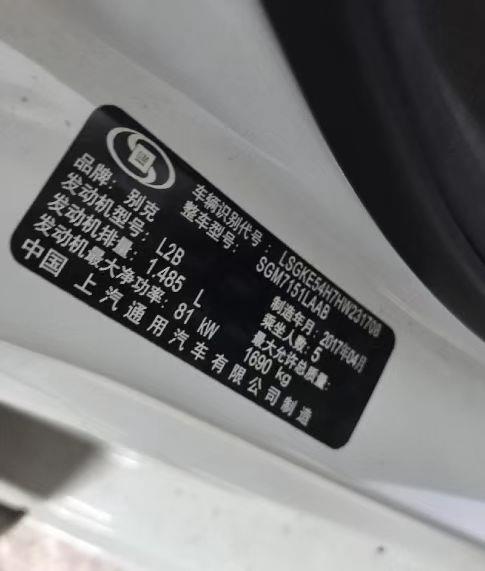 车辆识别代号: LSGKE54H7HW231708
品牌: 别克 整车型号: SGM7151LAAB
发动机型号: L2B 制造年月: 2017年04月
发动机排量: 1.485 L 乘坐人数: 5
发动机最大净功率: 81 kW 最大允许总质量: 1690 kg
中国 上汽通用汽车有限公司制造